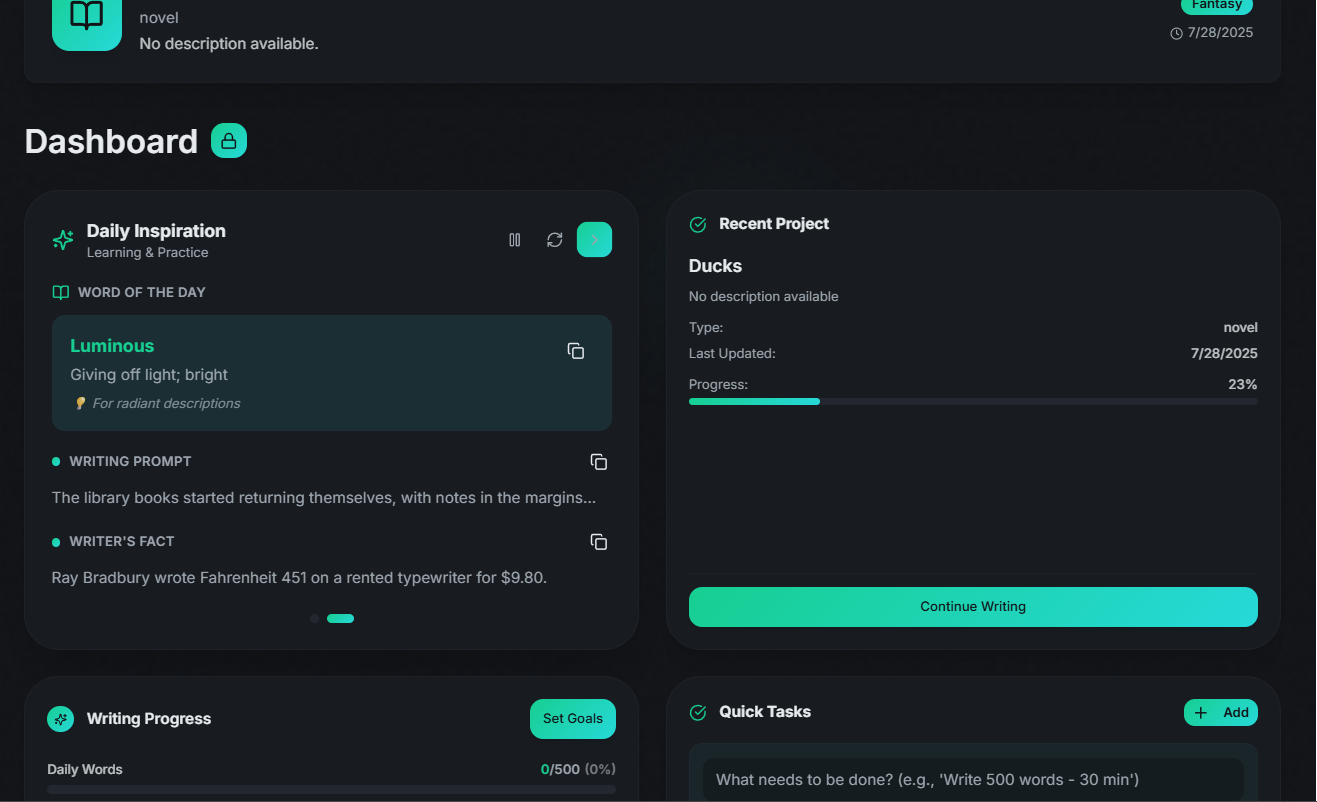 novel
No description available.
Fantasy
7/28/2025
Dashboard
Daily Inspiration
Learning & Practice
WORD OF THE DAY
Luminous
Giving off light; bright
For radiant descriptions
WRITING PROMPT
The library books started returning themselves, with notes in the margins...
WRITER'S FACT
Ray Bradbury wrote Fahrenheit 451 on a rented typewriter for $9.80.
Recent Project
Ducks
No description available
Type: novel
Last Updated: 7/28/2025
Progress: 23%
Continue Writing
Writing Progress
Set Goals
Daily Words 0/500 (0%)
Quick Tasks
Add
What needs to be done? (e.g., 'Write 500 words - 30 min')